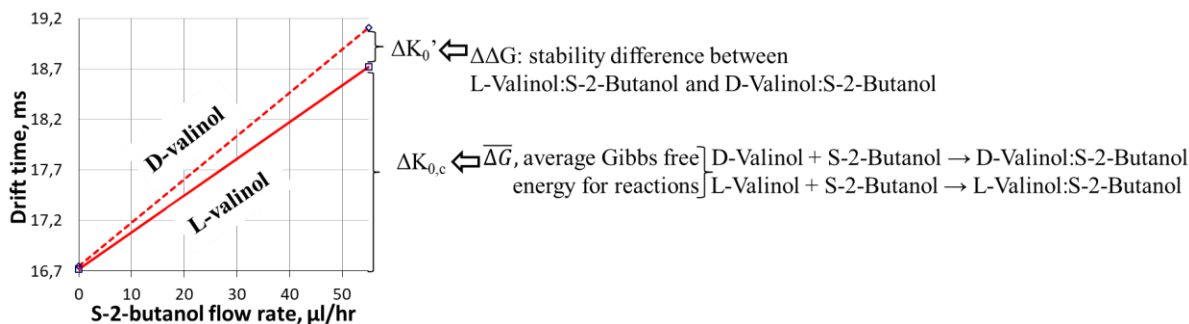 19,2
18,7
18,2
17,7
17,2
16,7
Drift time, ms
D-valinol
L-valinol
0 10 20 30 40 50
S-2-butanol flow rate, µl/hr
ΔK₀’ ⇦ ΔΔG: stability difference between
L-Valinol:S-2-Butanol and D-Valinol:S-2-Butanol
ΔK₀,c ⇦ Δ̅G̅, average Gibbs free
energy for reactions
D-Valinol + S-2-Butanol → D-Valinol:S-2-Butanol
L-Valinol + S-2-Butanol → L-Valinol:S-2-Butanol